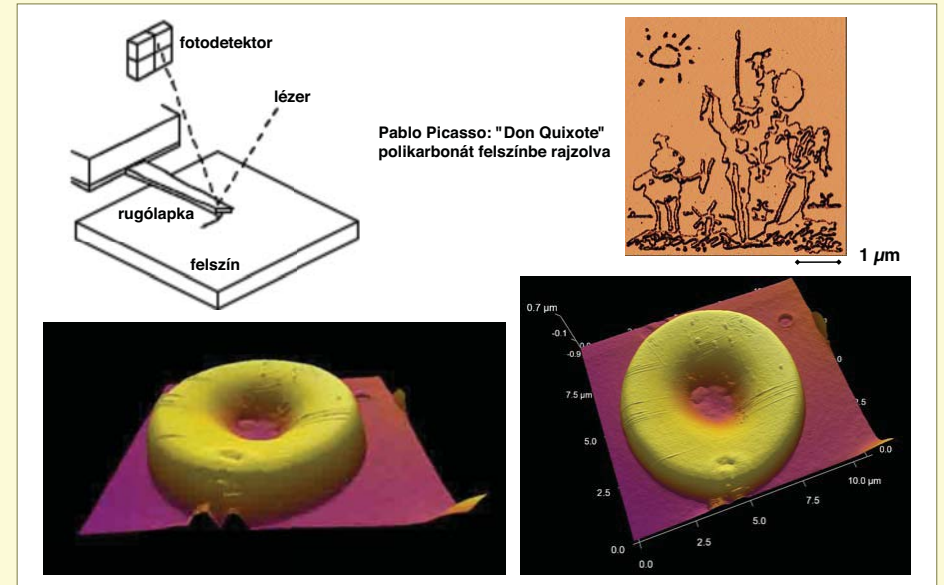 fotodetektor
lézer
rugólapka
felszín
Pablo Picasso: "Don Quixote"
polikarbonát felszínbe rajzolva
1 µm
0.7 µm
-0.1
-0.9
7.5 µm
5.0
2.5
0.0
0.0
2.5
5.0
7.5
10.0 µm
0.0